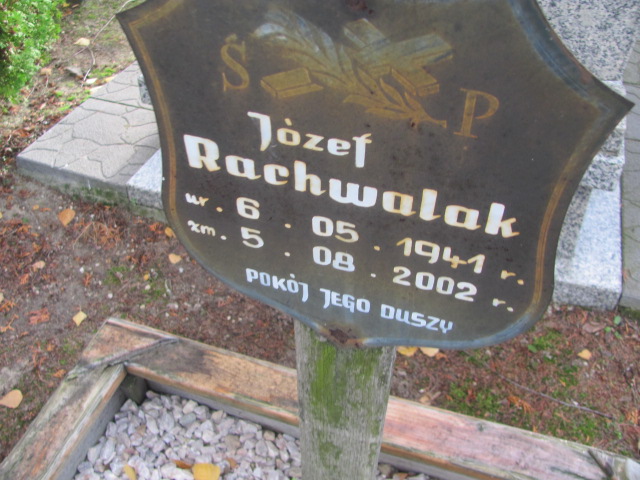 Ś P
Józef
Rachwalak
ur. 6. 05. 1941 r.
zm. 5. 08. 2002 r.
POKÓJ JEGO DUSZY